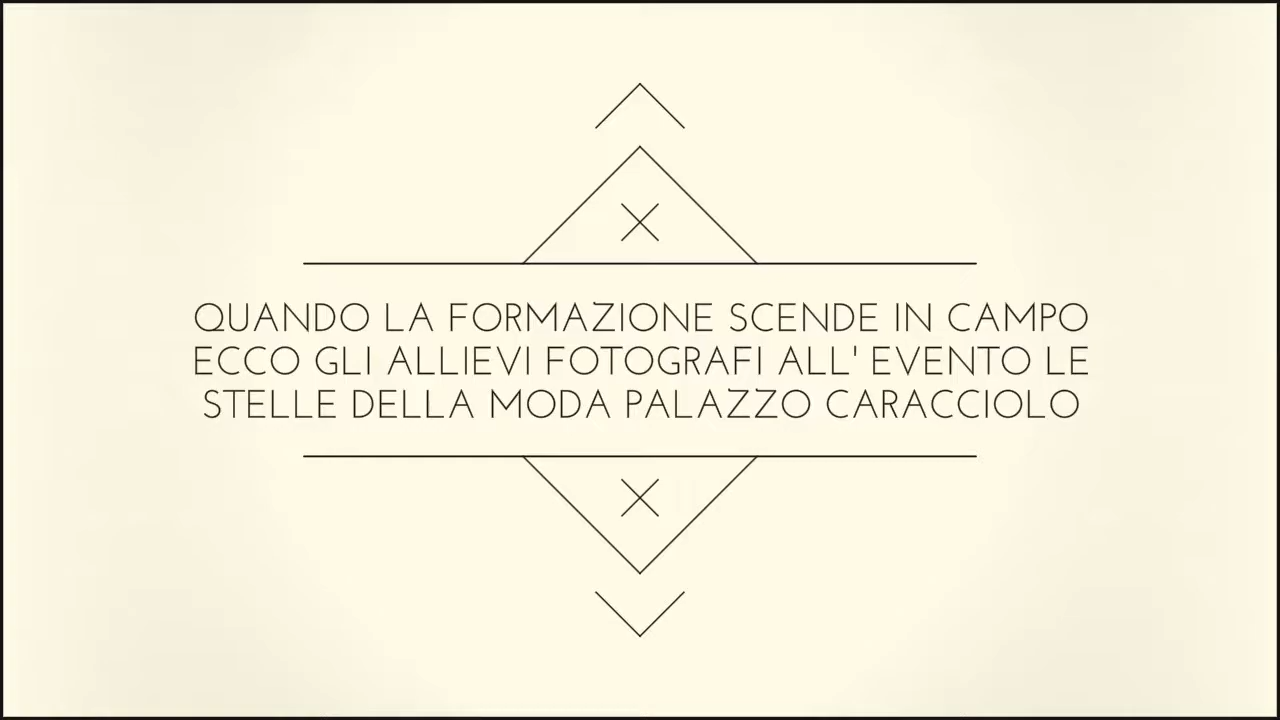 QUANDO LA FORMAZIONE SCENDE IN CAMPO
ECCO GLI ALLIEVI FOTOGRAFI ALL' EVENTO LE
STELLE DELLA MODA PALAZZO CARACCIOLO